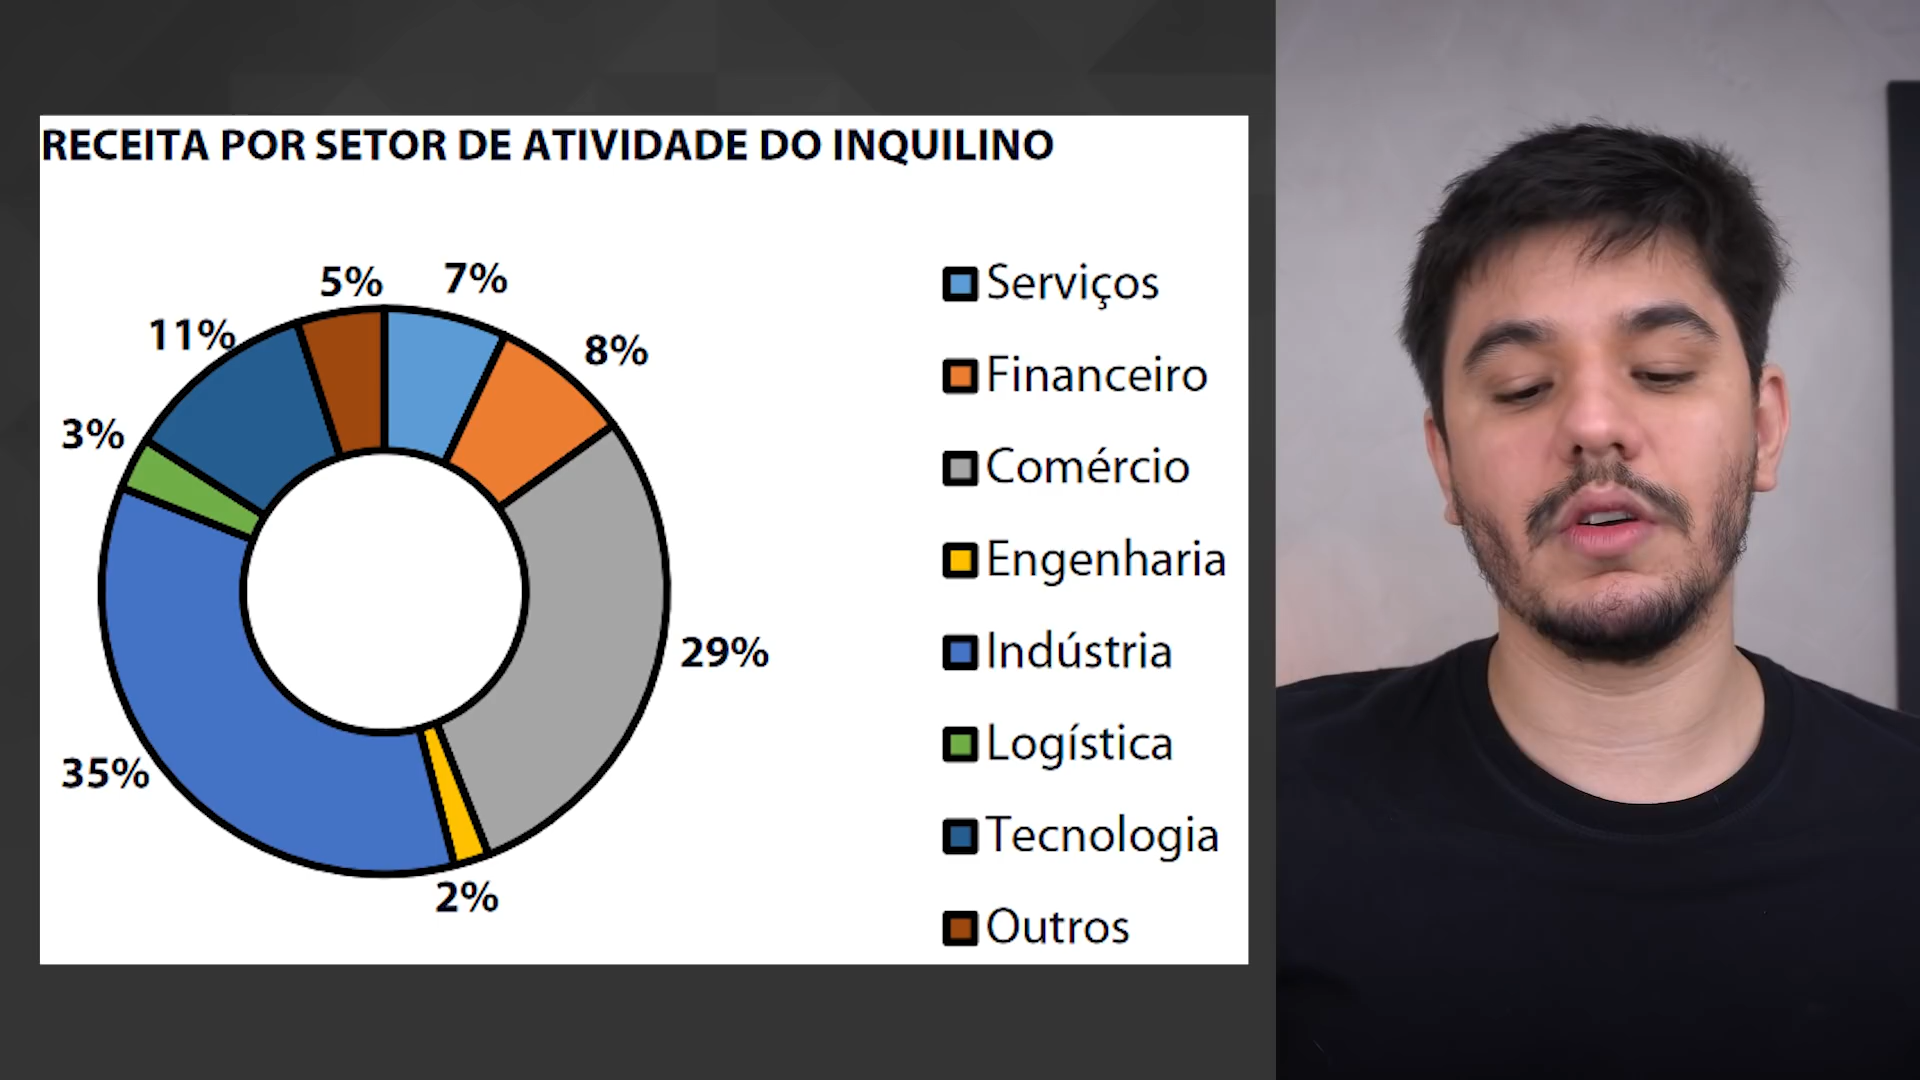 RECEITA POR SETOR DE ATIVIDADE DO INQUILINO
5%
7%
11%
8%
3%
29%
35%
2%
Serviços
Financeiro
Comércio
Engenharia
Indústria
Logística
Tecnologia
Outros